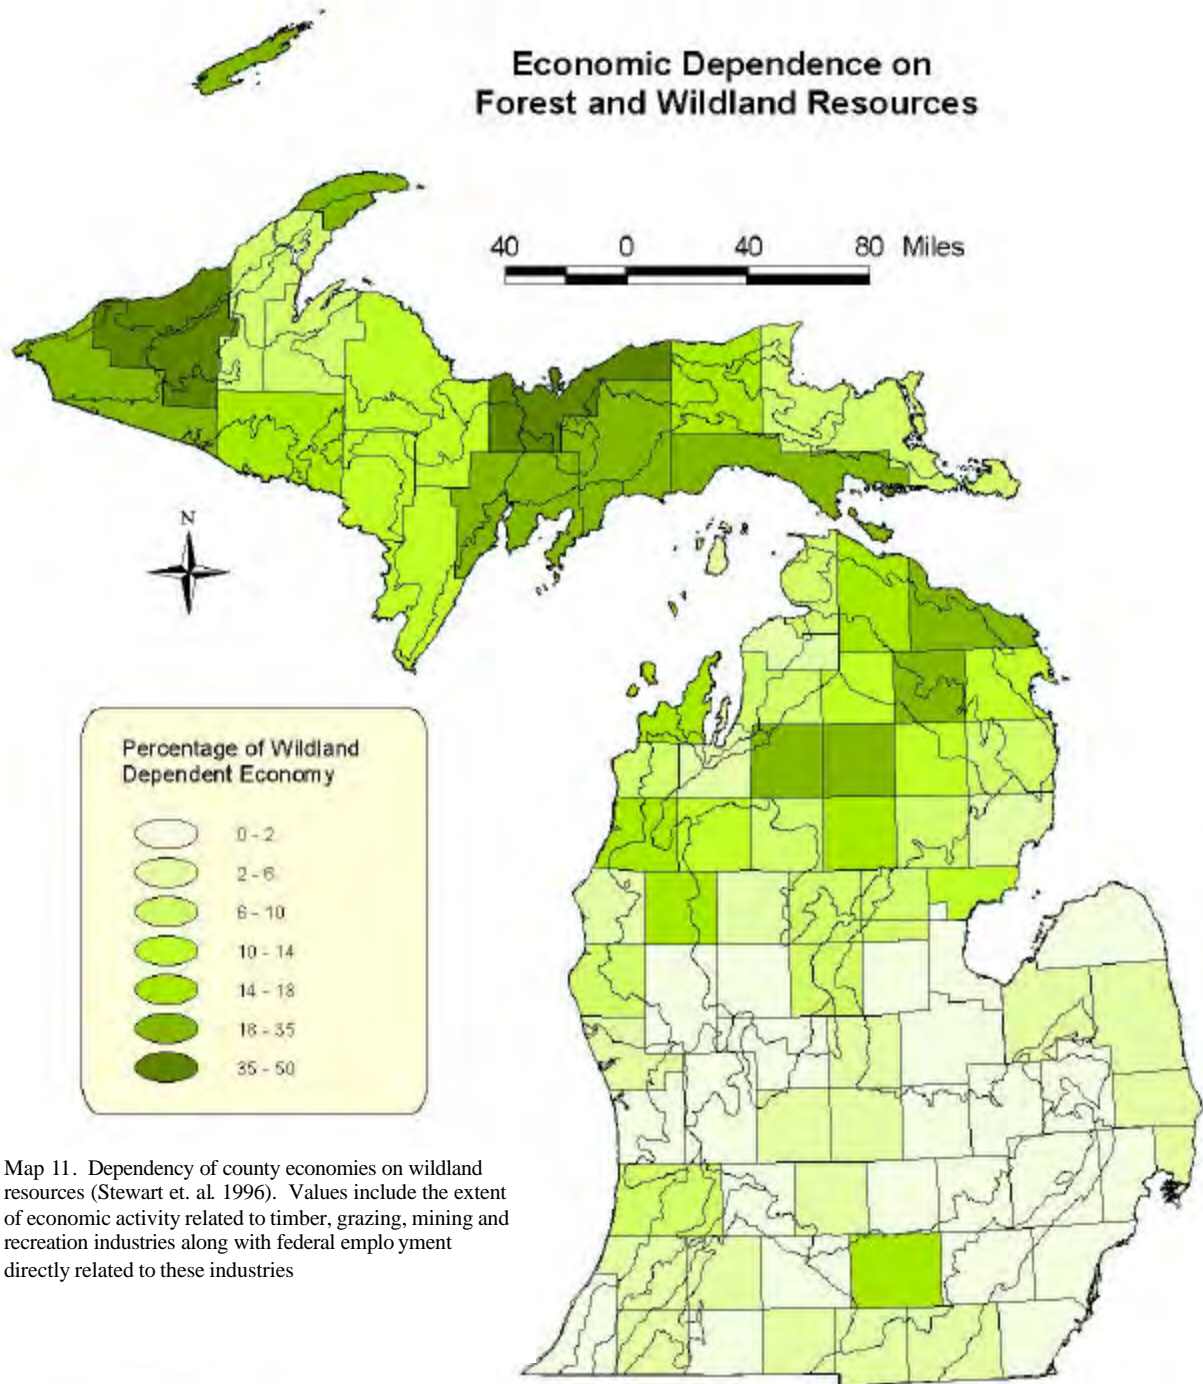 Economic Dependence on
Forest and Wildland Resources
40 0 40 80 Miles
N
Percentage of Wildland
Dependent Economy
0 - 2
2 - 6
6 - 10
10 - 14
14 - 18
18 - 35
35 - 50
Map 11. Dependency of county economies on wildland
resources (Stewart et. al. 1996). Values include the extent
of economic activity related to timber, grazing, mining and
recreation industries along with federal emplo yment
directly related to these industries